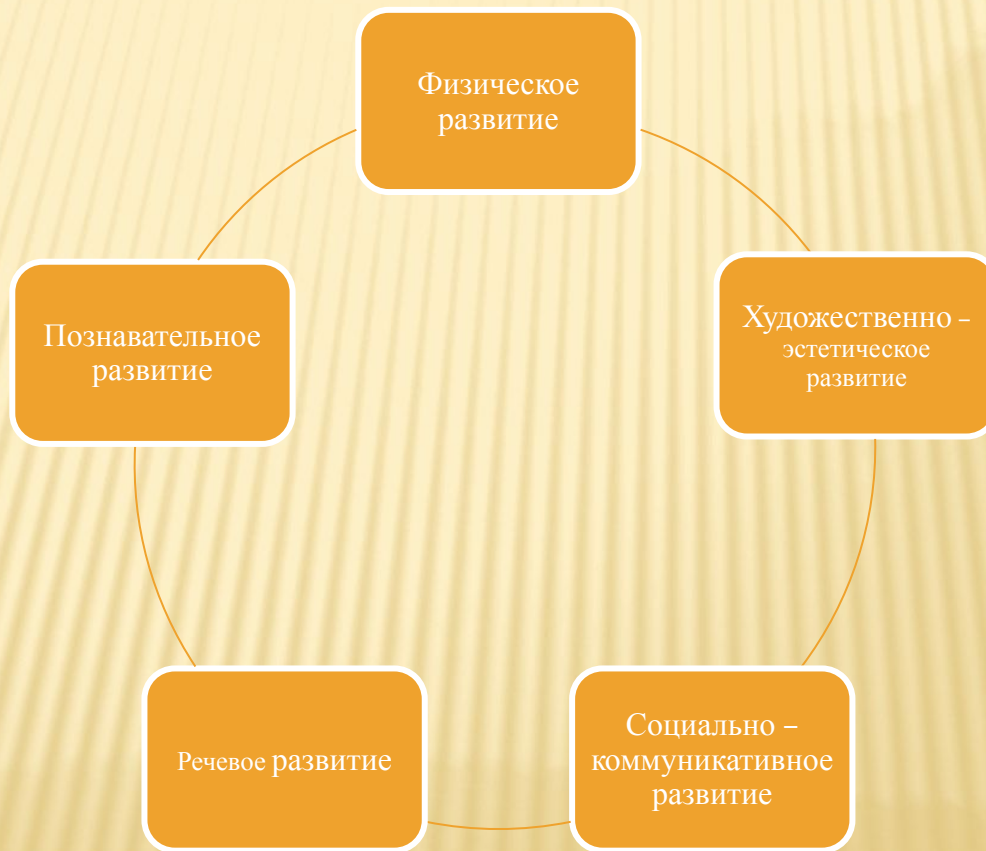 Физическое
развитие
Художественно –
эстетическое
развитие
Социально –
коммуникативное
развитие
Речевое развитие
Познавательное
развитие